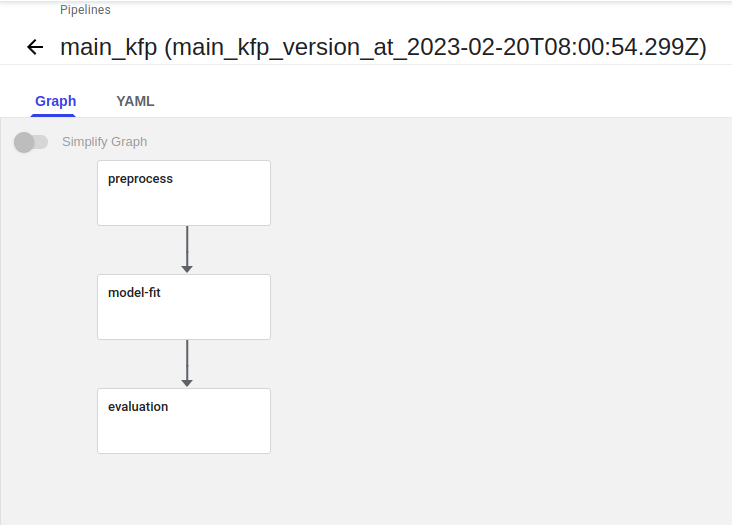 Pipelines
main_kfp (main_kfp_version_at_2023-02-20T08:00:54.299Z)
Graph YAML
Simplify Graph
preprocess
model-fit
evaluation